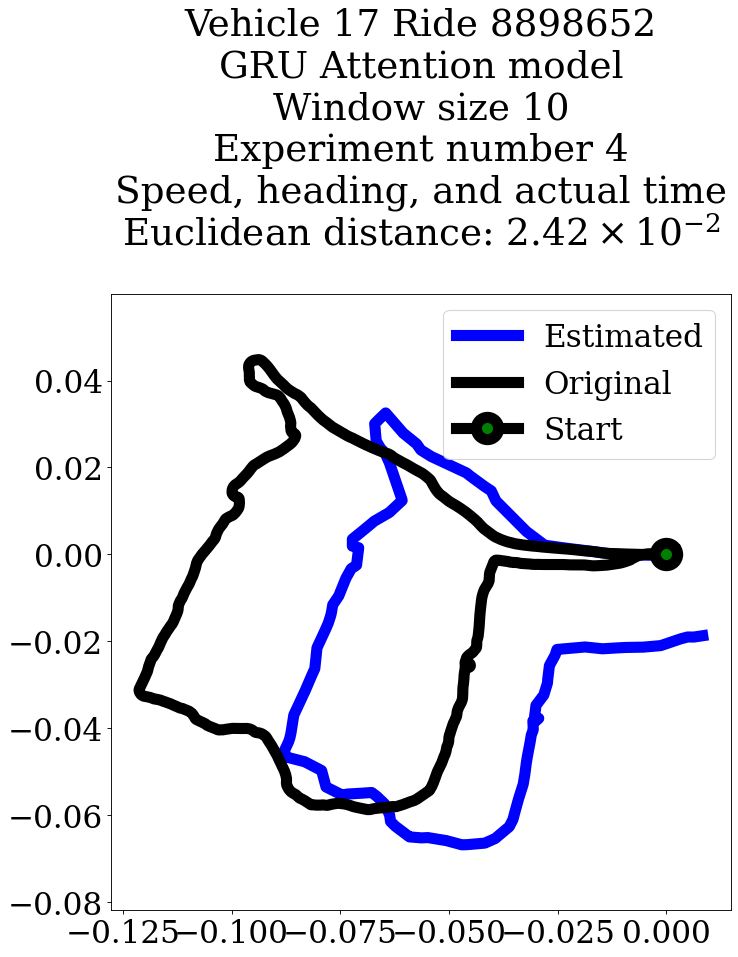 Vehicle 17 Ride 8898652
GRU Attention model
Window size 10
Experiment number 4
Speed, heading, and actual time
Euclidean distance: 2.42 × 10⁻²
Estimated
Original
Start
0.04
0.02
0.00
−0.02
−0.04
−0.06
−0.08
−0.125 −0.100 −0.075 −0.050 −0.025 0.000